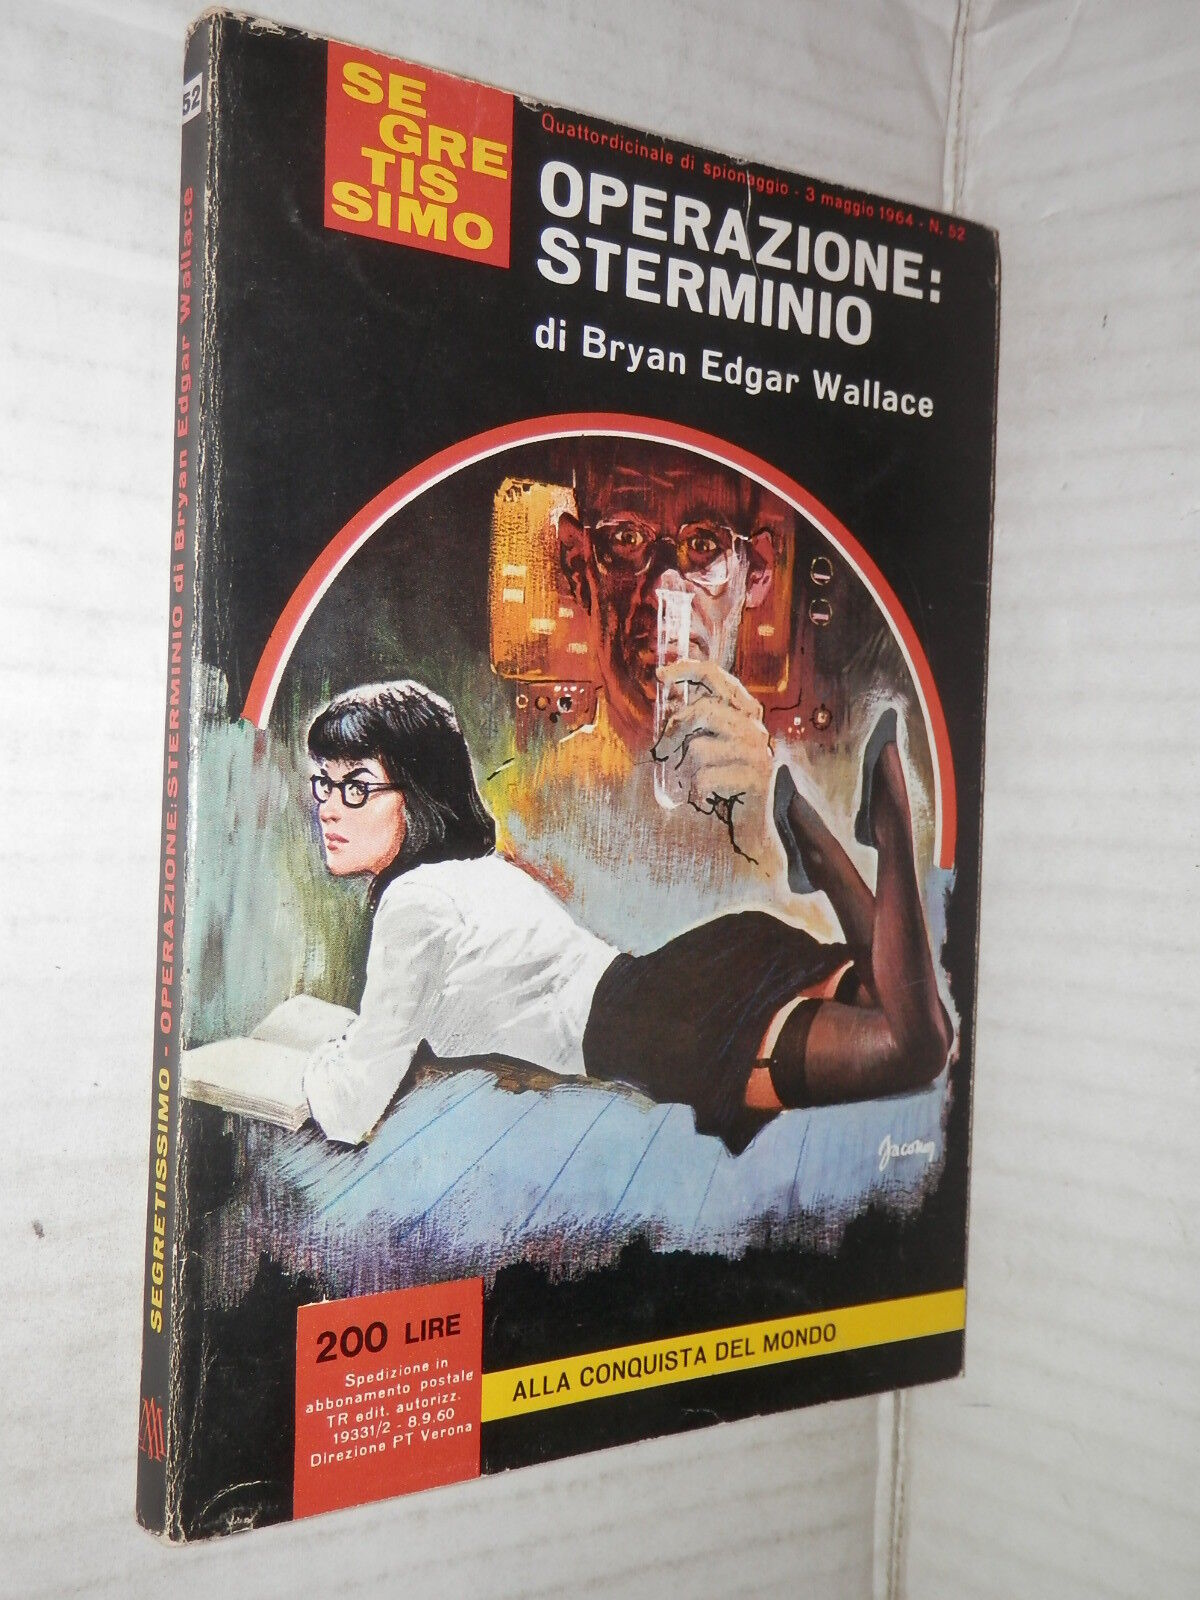 52
SEGRETISSIMO - OPERAZIONE: STERMINIO di Bryan Edgar Wallace
SE
GRE
TIS
SIMO
Quattordicinale di spionaggio - 3 maggio 1964 - N. 52
OPERAZIONE:
STERMINIO
di Bryan Edgar Wallace
Jacono
200 LIRE
Spedizione in
abbonamento postale
TR edit. autorizz.
19331/2 - 8.9.60
Direzione PT Verona
ALLA CONQUISTA DEL MONDO